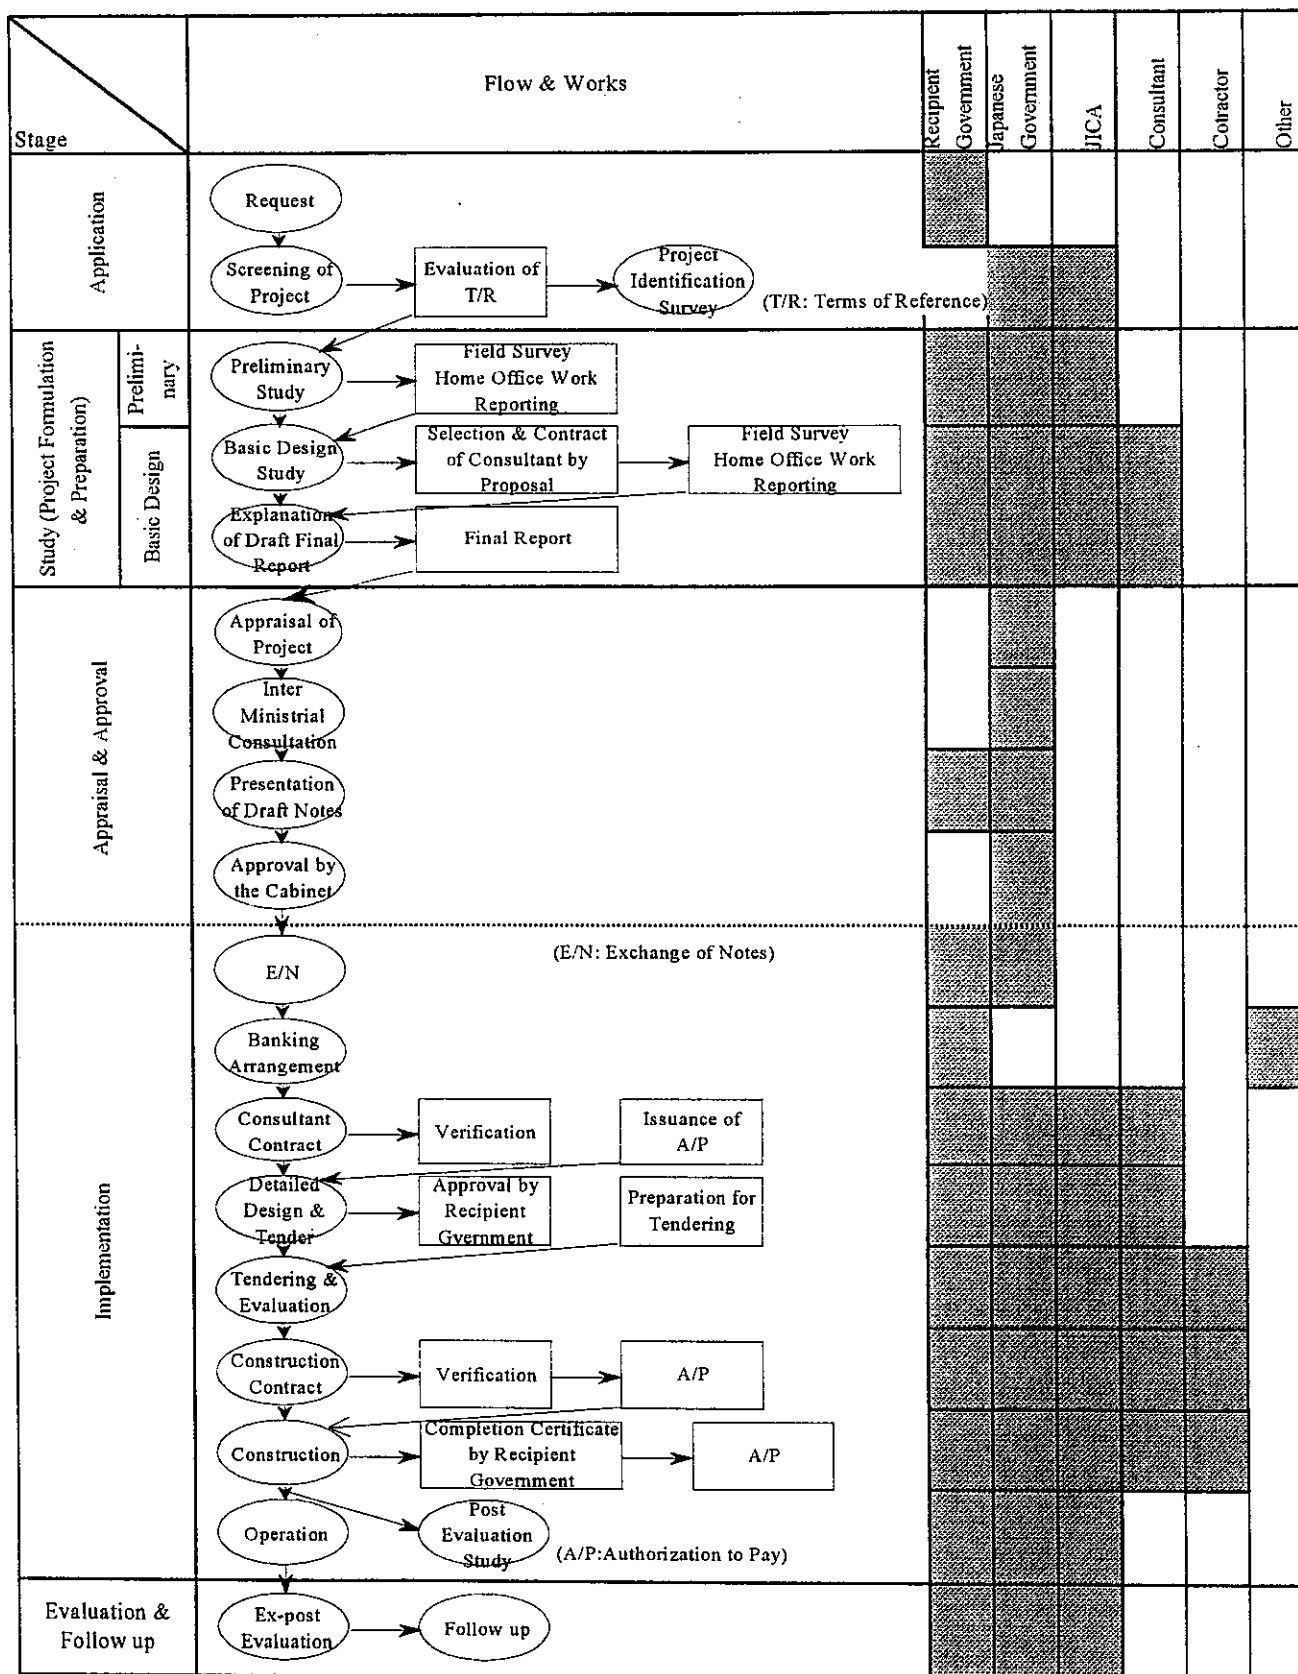 Stage
Flow & Works
Recipient
Government
Japanese
Government
JICA
Consultant
Cotractor
Other
Application
Request
Screening of
Project
Evaluation of
T/R
Project
Identification
Survey
(T/R: Terms of Reference)
Study (Project Formulation
& Preparation)
Prelimi-
nary
Preliminary
Study
Field Survey
Home Office Work
Reporting
Basic Design
Basic Design
Study
Selection & Contract
of Consultant by
Proposal
Field Survey
Home Office Work
Reporting
Explanation
of Draft Final
Report
Final Report
Appraisal & Approval
Appraisal of
Project
Inter
Ministrial
Consultation
Presentation
of Draft Notes
Approval by
the Cabinet
Implementation
E/N
(E/N: Exchange of Notes)
Banking
Arrangement
Consultant
Contract
Verification
Issuance of
A/P
Detailed
Design &
Tender
Approval by
Recipient
Gvernment
Preparation for
Tendering
Tendering &
Evaluation
Construction
Contract
Verification
A/P
Construction
Completion Certificate
by Recipient
Government
A/P
Operation
Post
Evaluation
Study
(A/P:Authorization to Pay)
Evaluation &
Follow up
Ex-post
Evaluation
Follow up